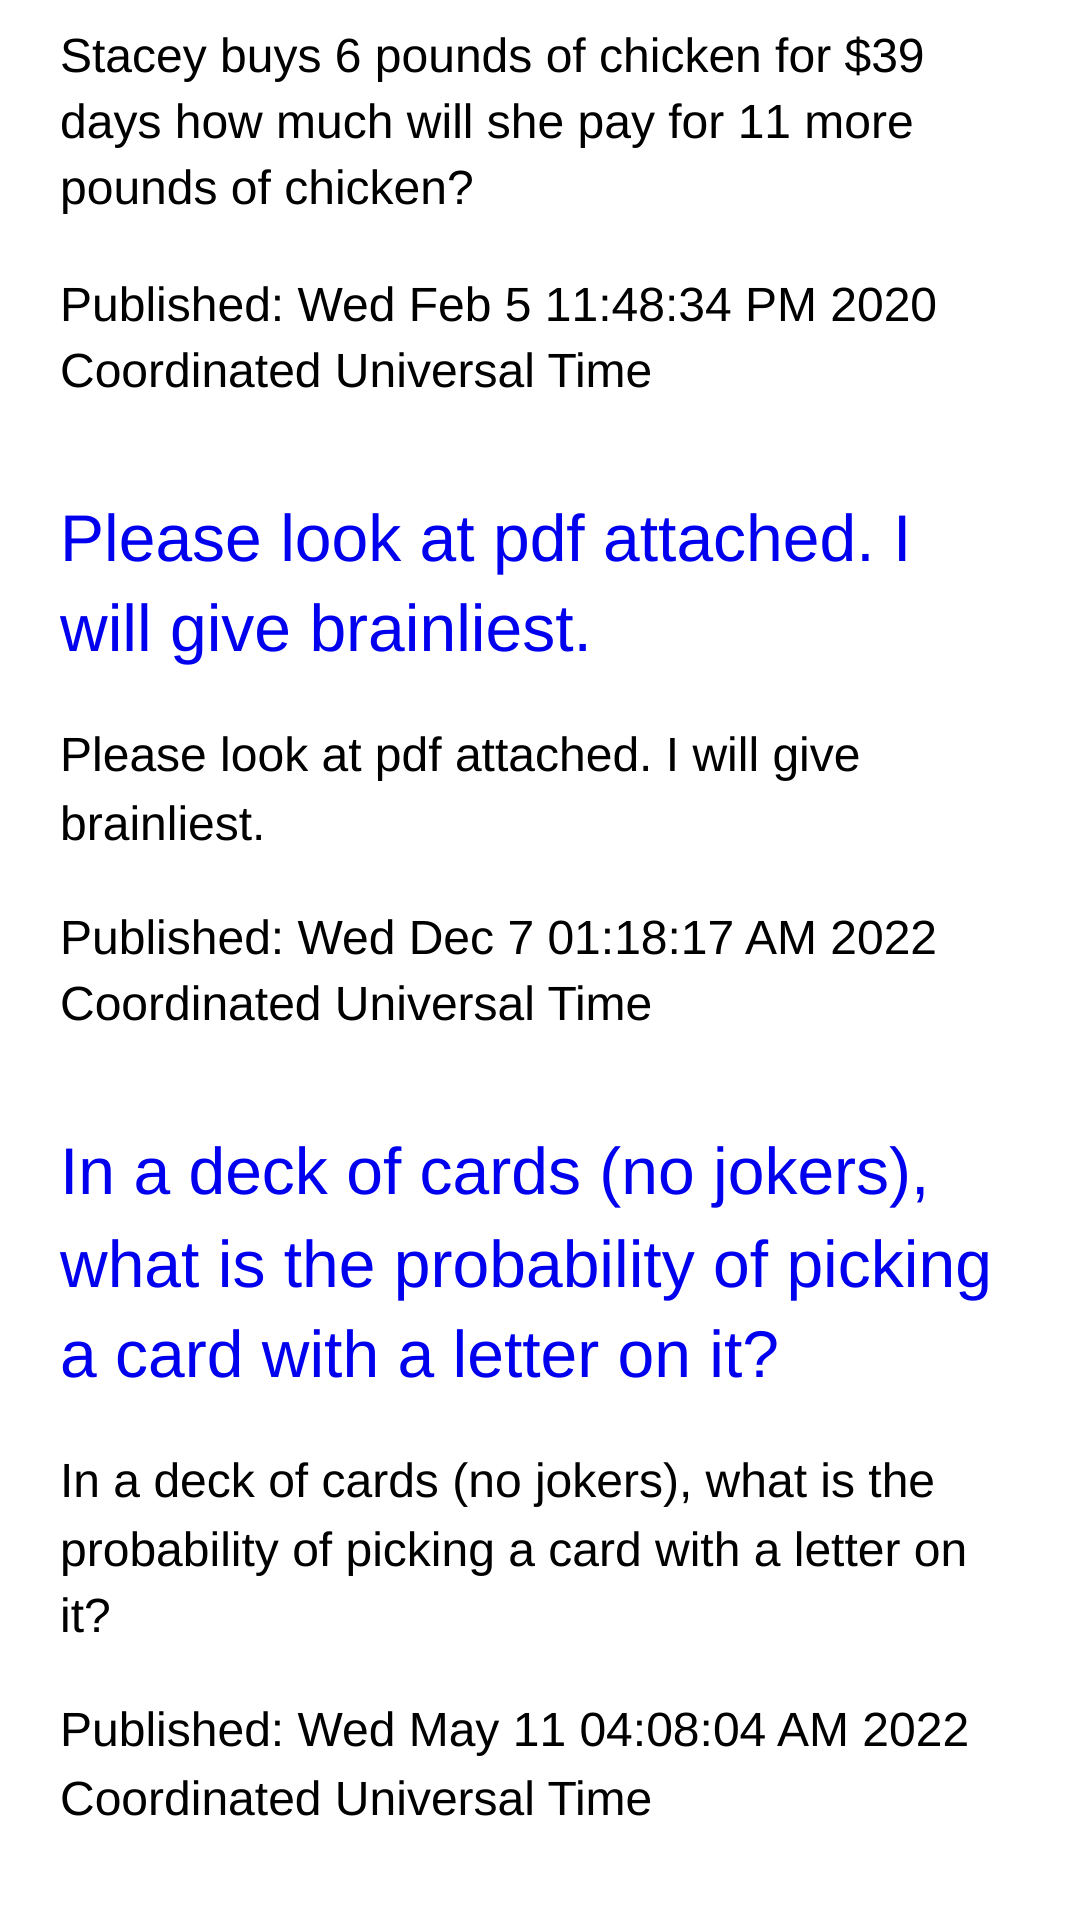 Stacey buys 6 pounds of chicken for $39
days how much will she pay for 11 more
pounds of chicken?
Published: Wed Feb 5 11:48:34 PM 2020
Coordinated Universal Time
Please look at pdf attached. I
will give brainliest.
Please look at pdf attached. I will give
brainliest.
Published: Wed Dec 7 01:18:17 AM 2022
Coordinated Universal Time
In a deck of cards (no jokers),
what is the probability of picking
a card with a letter on it?
In a deck of cards (no jokers), what is the
probability of picking a card with a letter on
it?
Published: Wed May 11 04:08:04 AM 2022
Coordinated Universal Time